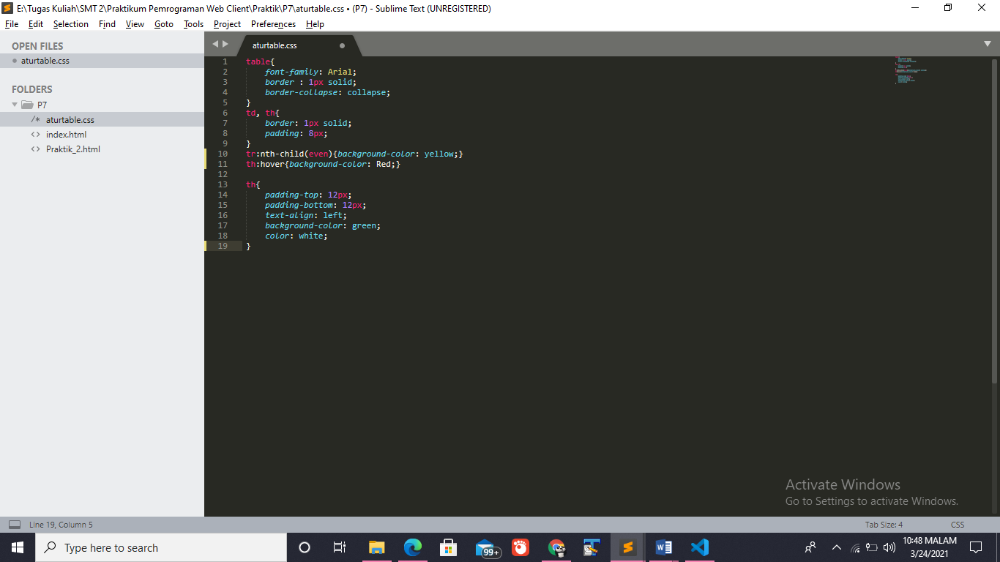 E:\Tugas Kuliah\SMT 2\Praktikum Pemrograman Web Client\Praktik\P7\aturtable.css • (P7) - Sublime Text (UNREGISTERED)
File Edit Selection Find View Goto Tools Project Preferences Help
OPEN FILES
aturtable.css
FOLDERS
P7
/* aturtable.css
<> index.html
<> Praktik_2.html
aturtable.css
1 table{
2 font-family: Arial;
3 border : 1px solid;
4 border-collapse: collapse;
5 }
6 td, th{
7 border: 1px solid;
8 padding: 8px;
9 }
10 tr:nth-child(even){background-color: yellow;}
11 th:hover{background-color: Red;}
12
13 th{
14 padding-top: 12px;
15 padding-bottom: 12px;
16 text-align: left;
17 background-color: green;
18 color: white;
19 }
Activate Windows
Go to Settings to activate Windows.
Line 19, Column 5 Tab Size: 4 CSS
Type here to search 99+ 10:48 MALAM
3/24/2021